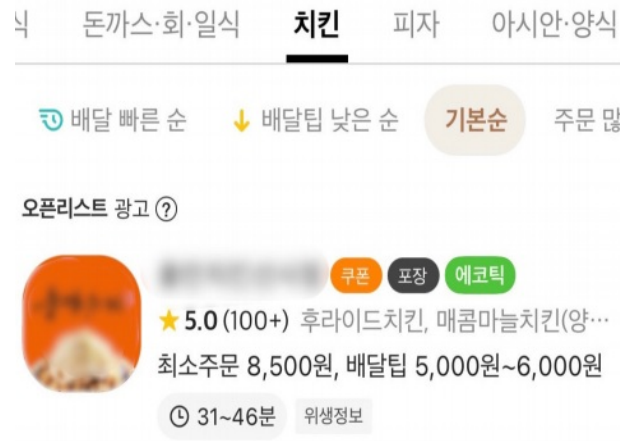 식 돈까스·회·일식 치킨 피자 아시안·양식
배달 빠른 순 배달팁 낮은 순 기본순 주문 많
오픈리스트 광고 ?
쿠폰 포장 에코틱
5.0 (100+) 후라이드치킨, 매콤마늘치킨(양…
최소주문 8,500원, 배달팁 5,000원~6,000원
31~46분 위생정보